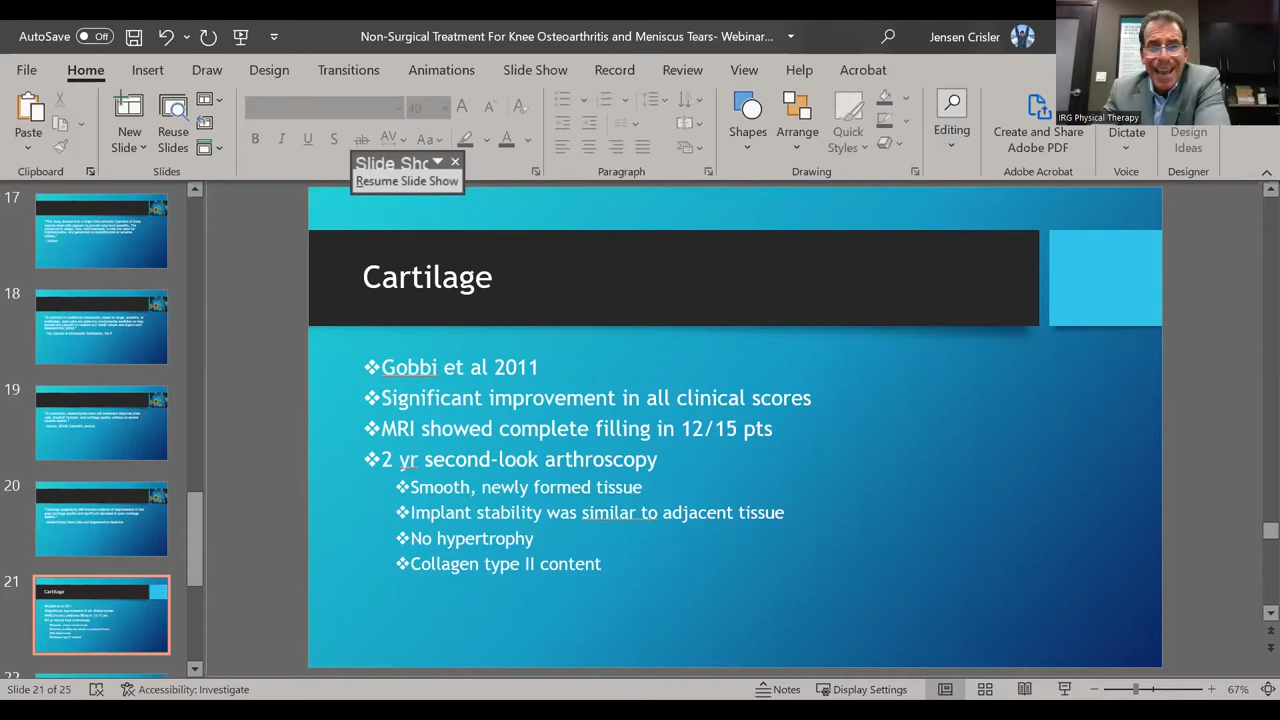 AutoSave Off
Non-Surgical Treatment For Knee Osteoarthritis and Meniscus Tears- Webinar...
Jensen Crisler
File Home Insert Draw Design Transitions Animations Slide Show Record Review View Help Acrobat
IRG Physical Therapy
40
Paste
New Slide
Reuse Slides
Shapes
Arrange
Quick Styles
Editing
Create and Share Adobe PDF
Dictate
Design Ideas
Clipboard
Slides
Paragraph
Drawing
Adobe Acrobat
Voice
Designer
Slide Sho
Resume Slide Show
17
18
19
20
21
Cartilage
22
Cartilage
❖Gobbi et al 2011
❖Significant improvement in all clinical scores
❖MRI showed complete filling in 12/15 pts
❖2 yr second-look arthroscopy
❖Smooth, newly formed tissue
❖Implant stability was similar to adjacent tissue
❖No hypertrophy
❖Collagen type II content
Slide 21 of 25
Accessibility: Investigate
Notes
Display Settings
67%